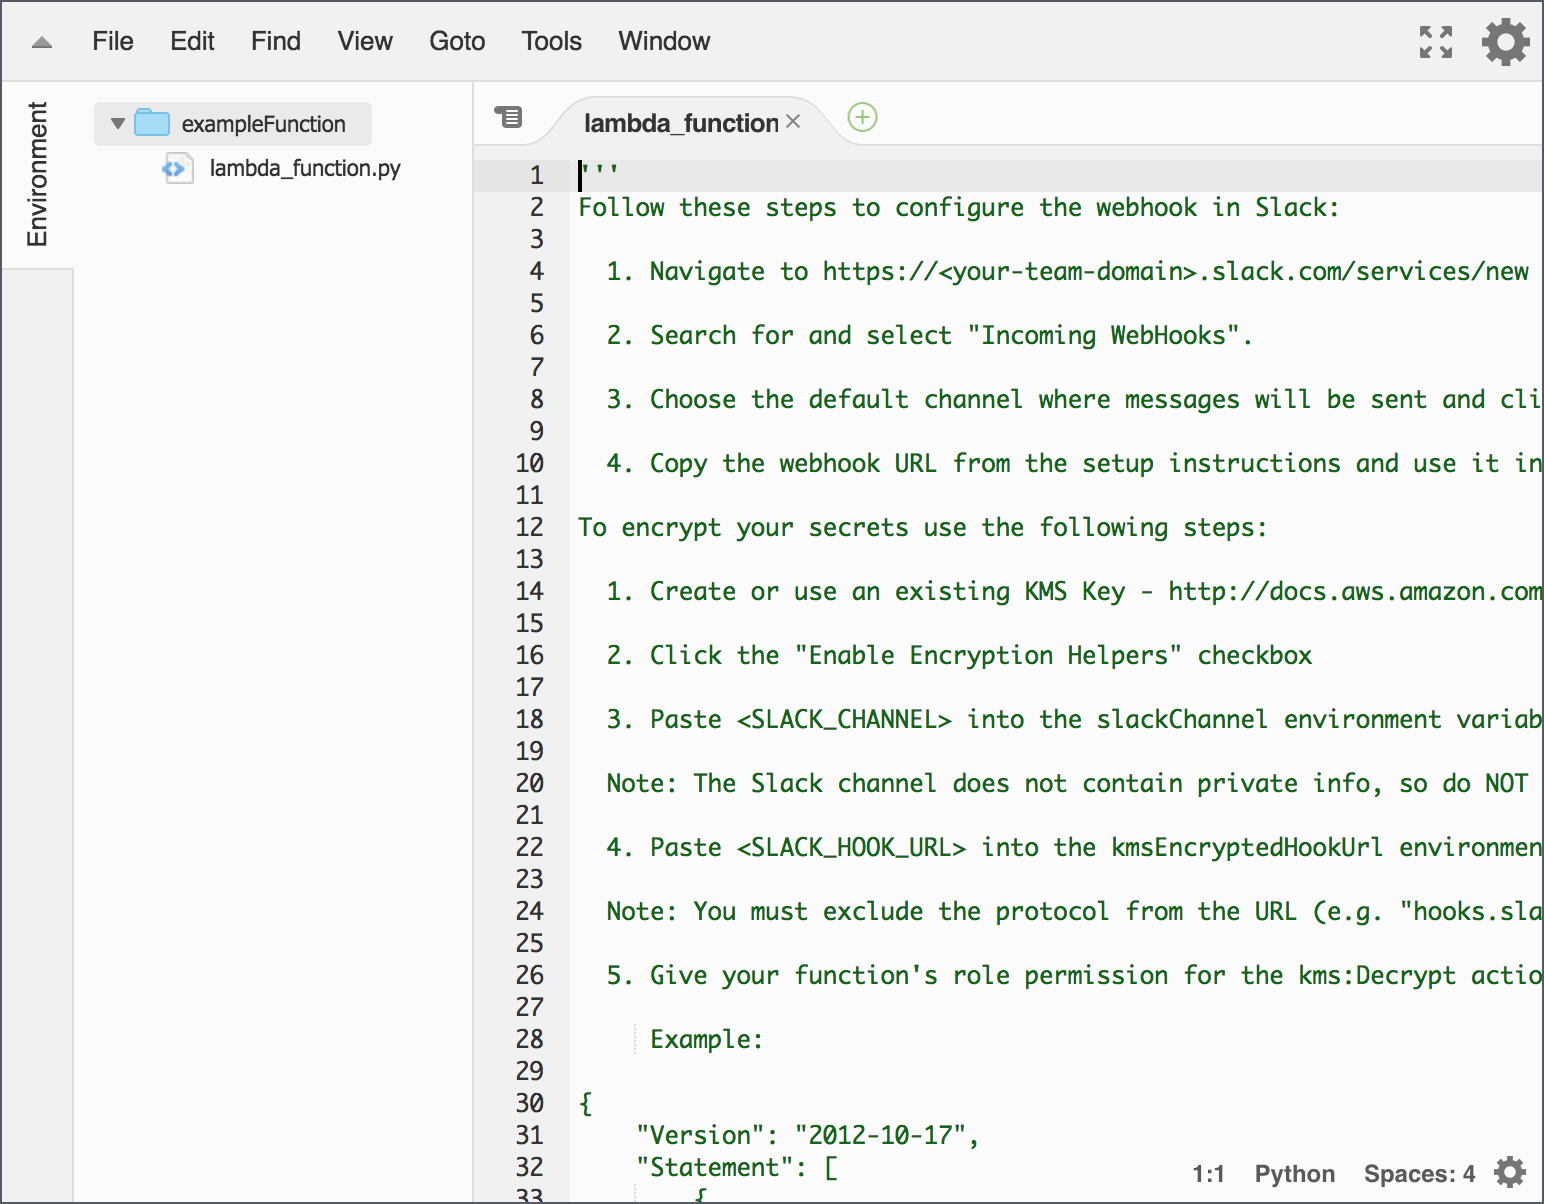 File Edit Find View Goto Tools Window
Environment
exampleFunction
lambda_function.py
lambda_function
1 '''
2 Follow these steps to configure the webhook in Slack:
3
4 1. Navigate to https://<your-team-domain>.slack.com/services/new
5
6 2. Search for and select "Incoming WebHooks".
7
8 3. Choose the default channel where messages will be sent and cli
9
10 4. Copy the webhook URL from the setup instructions and use it in
11
12 To encrypt your secrets use the following steps:
13
14 1. Create or use an existing KMS Key - http://docs.aws.amazon.com
15
16 2. Click the "Enable Encryption Helpers" checkbox
17
18 3. Paste <SLACK_CHANNEL> into the slackChannel environment variab
19
20 Note: The Slack channel does not contain private info, so do NOT
21
22 4. Paste <SLACK_HOOK_URL> into the kmsEncryptedHookUrl environmen
23
24 Note: You must exclude the protocol from the URL (e.g. "hooks.sla
25
26 5. Give your function's role permission for the kms:Decrypt actio
27
28 Example:
29
30 {
31 "Version": "2012-10-17",
32 "Statement": [
33 {
1:1 Python Spaces: 4